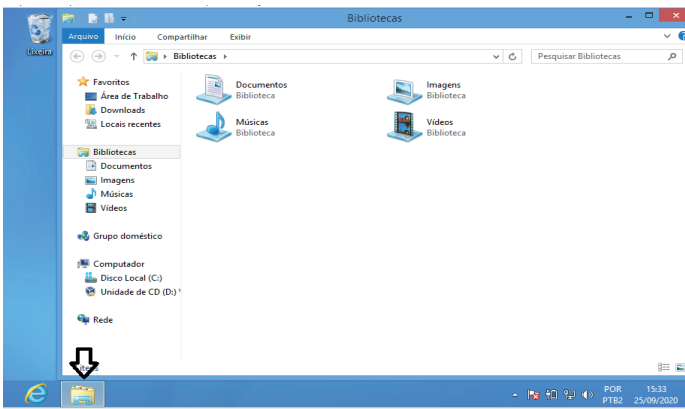 Bibliotecas
Lixeira
Arquivo Início Compartilhar Exibir
Bibliotecas
Pesquisar Bibliotecas
Favoritos
Área de Trabalho
Downloads
Locais recentes
Bibliotecas
Documentos
Imagens
Músicas
Vídeos
Grupo doméstico
Computador
Disco Local (C:)
Unidade de CD (D:)
Rede
Documentos
Biblioteca
Imagens
Biblioteca
Músicas
Biblioteca
Vídeos
Biblioteca
POR 15:33
PTB2 25/09/2020